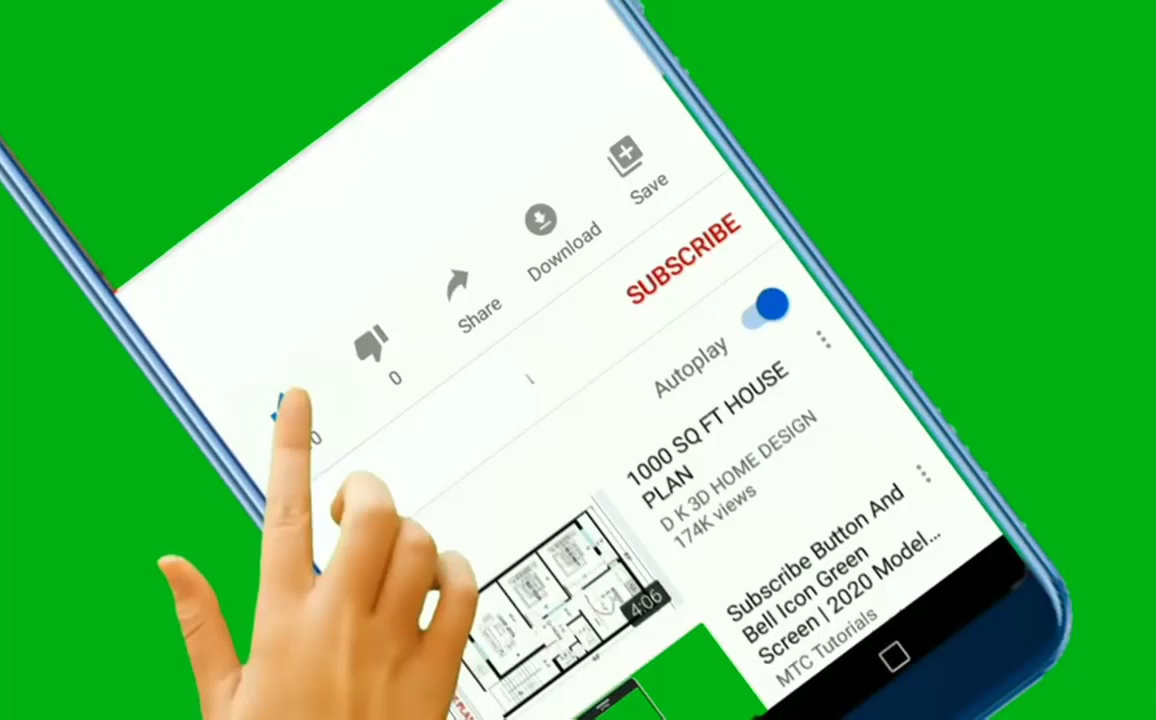 Save
Download
Share
0
0
SUBSCRIBE
Autoplay
1000 SQ FT HOUSE
PLAN
D K 3D HOME DESIGN
174K views
4:06
Subscribe Button And
Bell Icon Green
Screen | 2020 Model...
MTC Tutorials